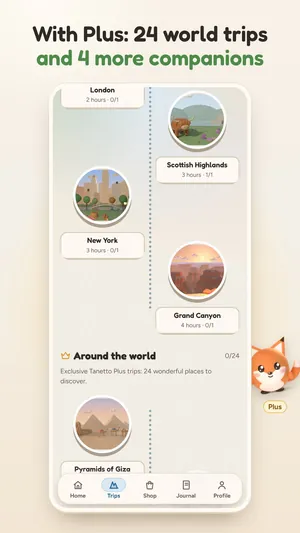 With Plus: 24 world trips
and 4 more companions
London
2 hours · 0/1
Scottish Highlands
3 hours · 1/1
New York
3 hours · 0/1
Grand Canyon
4 hours · 0/1
Around the world
0/24
Exclusive Tanetto Plus trips: 24 wonderful places to
discover.
Plus
Pyramids of Giza
Home
Trips
Shop
Journal
Profile